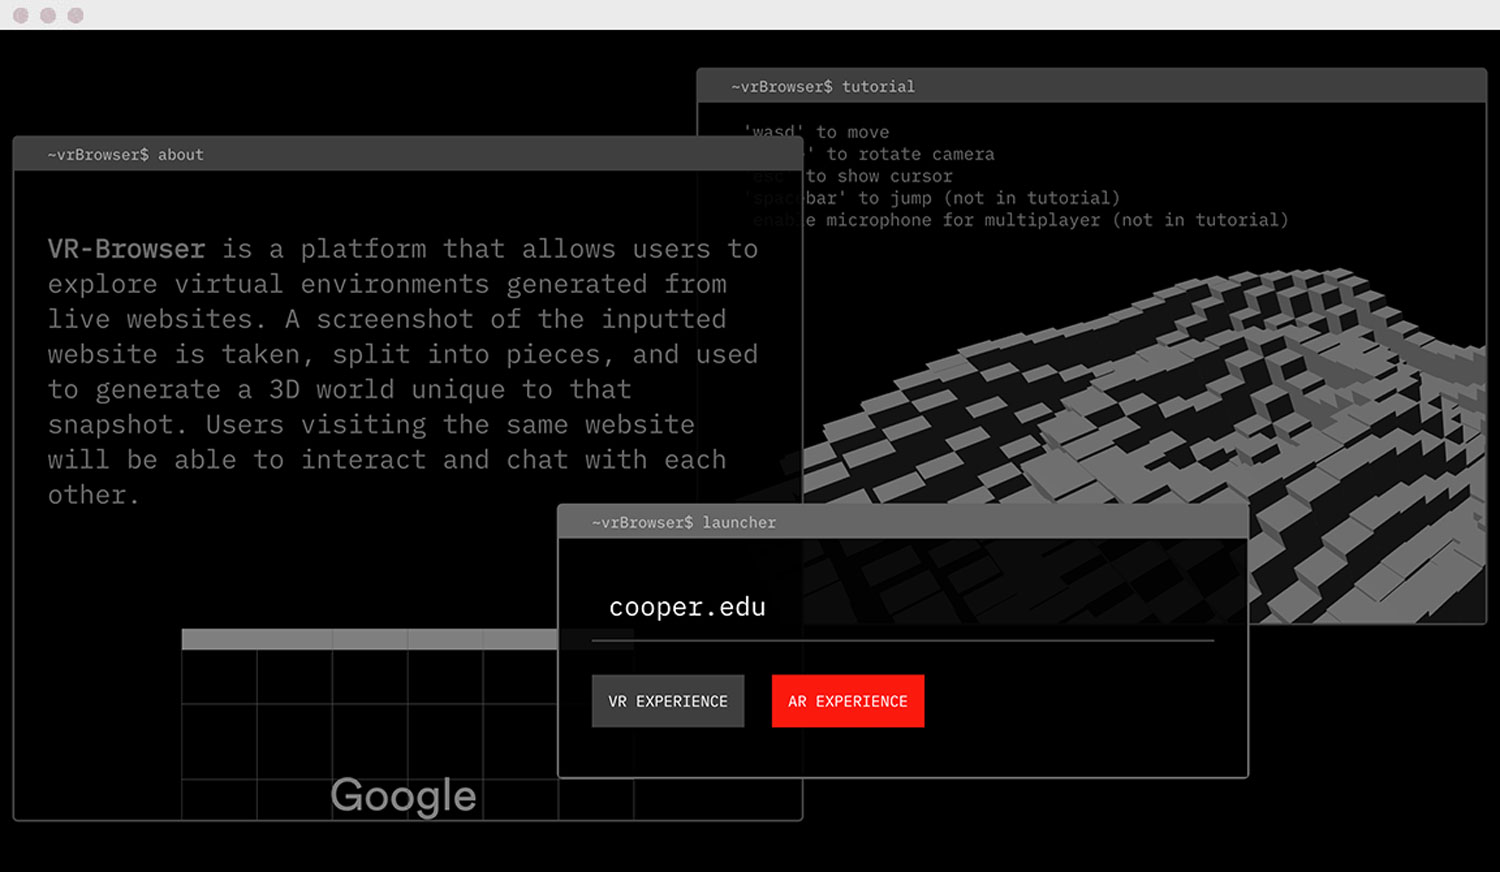 ~vrBrowser$ tutorial
'wasd' to move
' to rotate camera
'esc' to show cursor
'spacebar' to jump (not in tutorial)
enable microphone for multiplayer (not in tutorial)
~vrBrowser$ about
VR-Browser is a platform that allows users to
explore virtual environments generated from
live websites. A screenshot of the inputted
website is taken, split into pieces, and used
to generate a 3D world unique to that
snapshot. Users visiting the same website
will be able to interact and chat with each
other.
Google
~vrBrowser$ launcher
cooper.edu
VR EXPERIENCE
AR EXPERIENCE